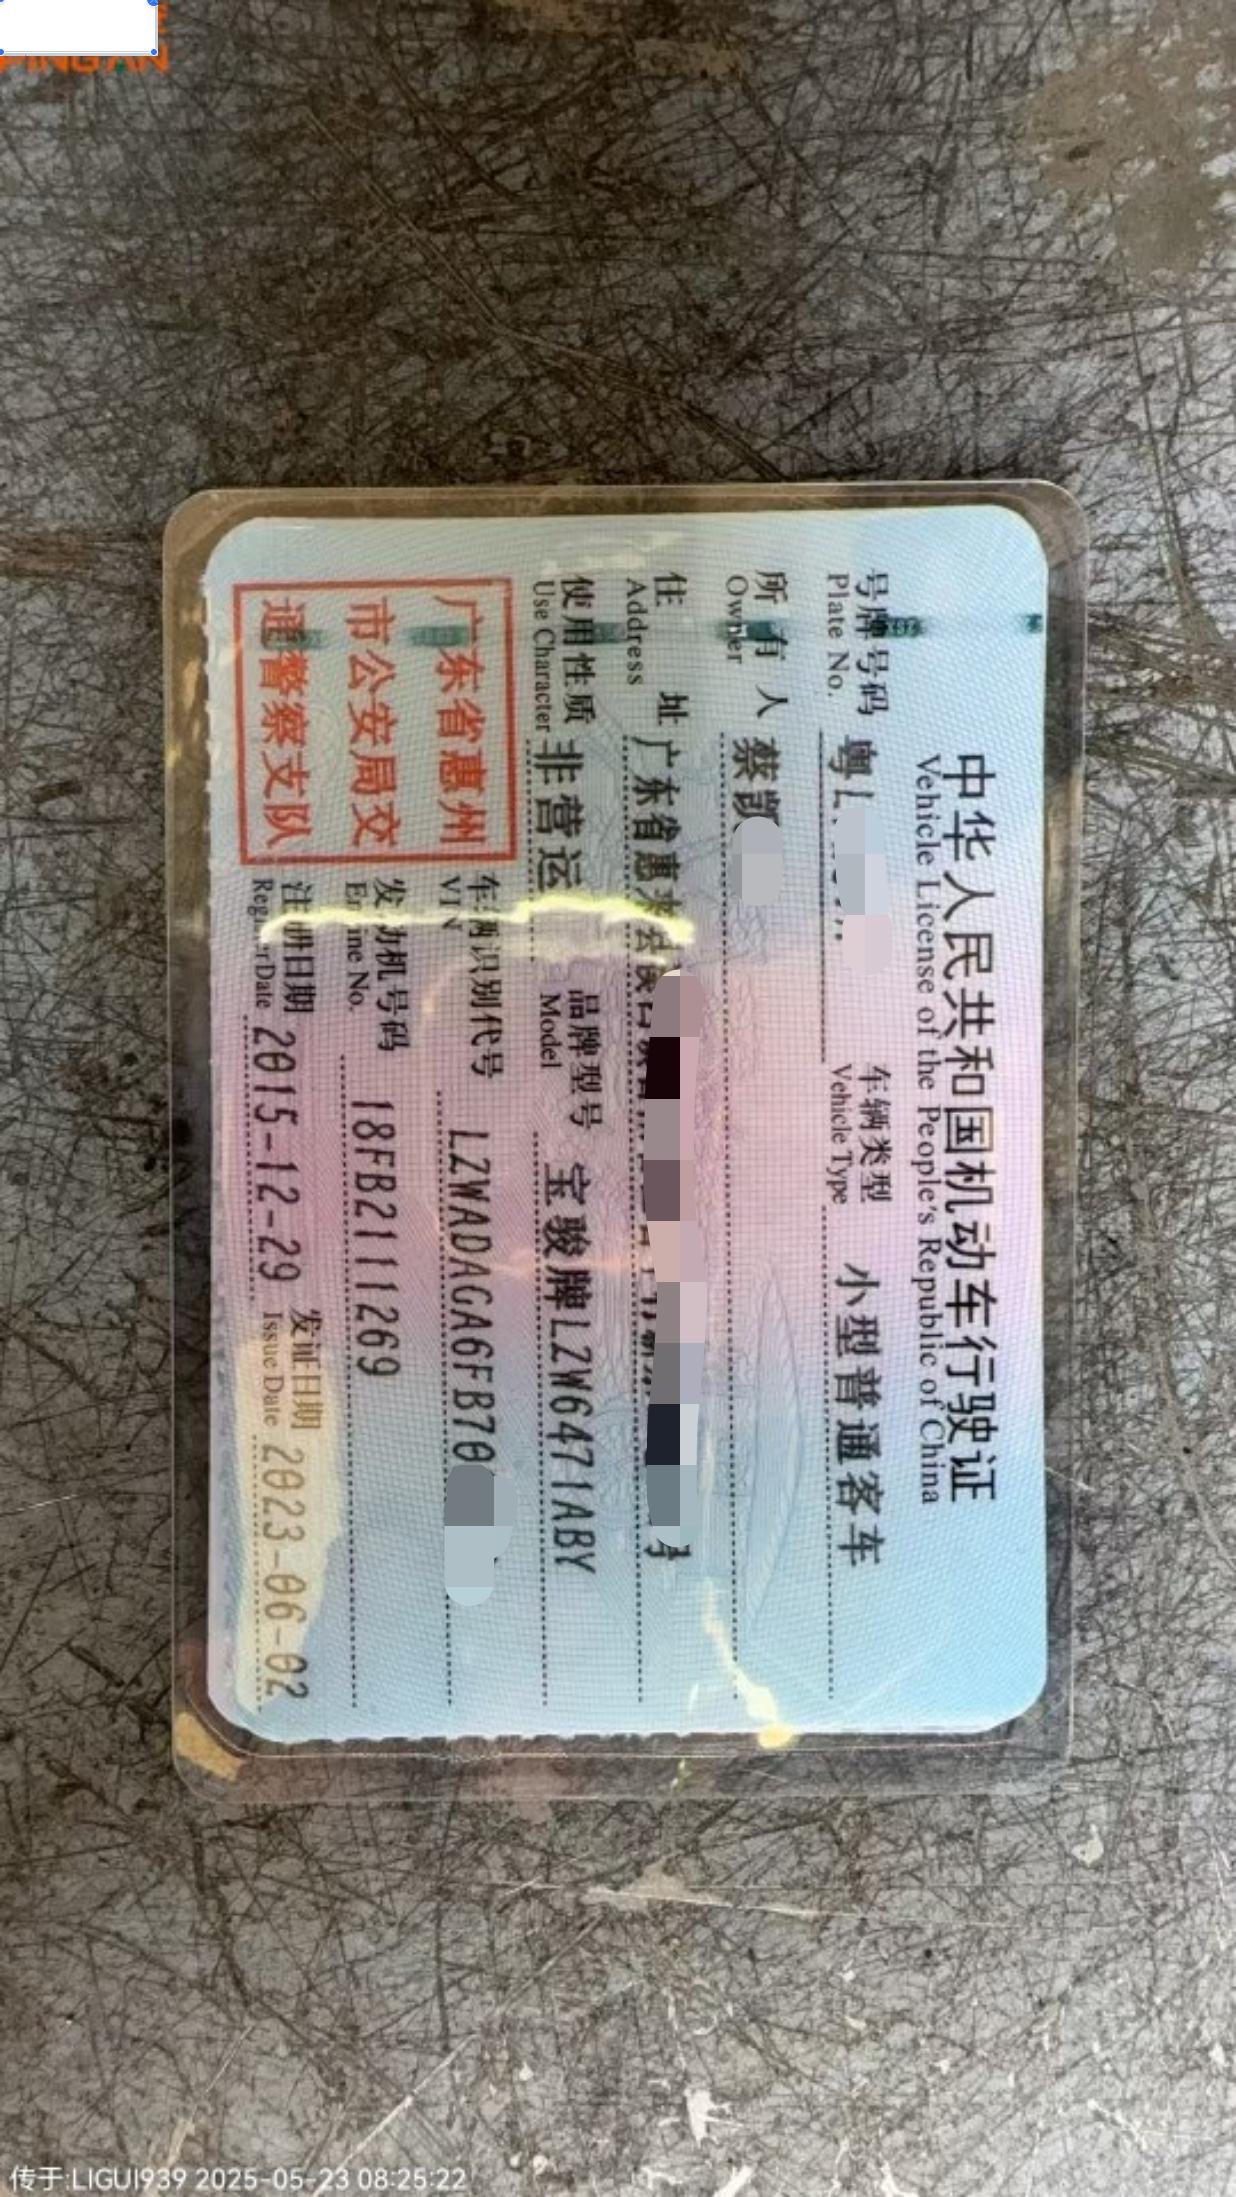 PING AN
中华人民共和国机动车行驶证
Vehicle License of the People's Republic of China
号牌号码 粤L 车辆类型 小型普通客车
Plate No. Vehicle Type
所有人 蔡凯
Owner
住址 广东省惠
Address
使用性质 非营运 品牌型号 宝骏牌LZW6471ABY
Use Character Model
广东省惠州
市公安局交
通警察支队
车辆识别代号 LZWADAGA6FB70
VIN
发动机号码 18FB2111269
Engine No.
注册日期 2015-12-29 发证日期 2023-06-02
Register Date Issue Date
传于:LIGUI939 2025-05-23 08:25:22